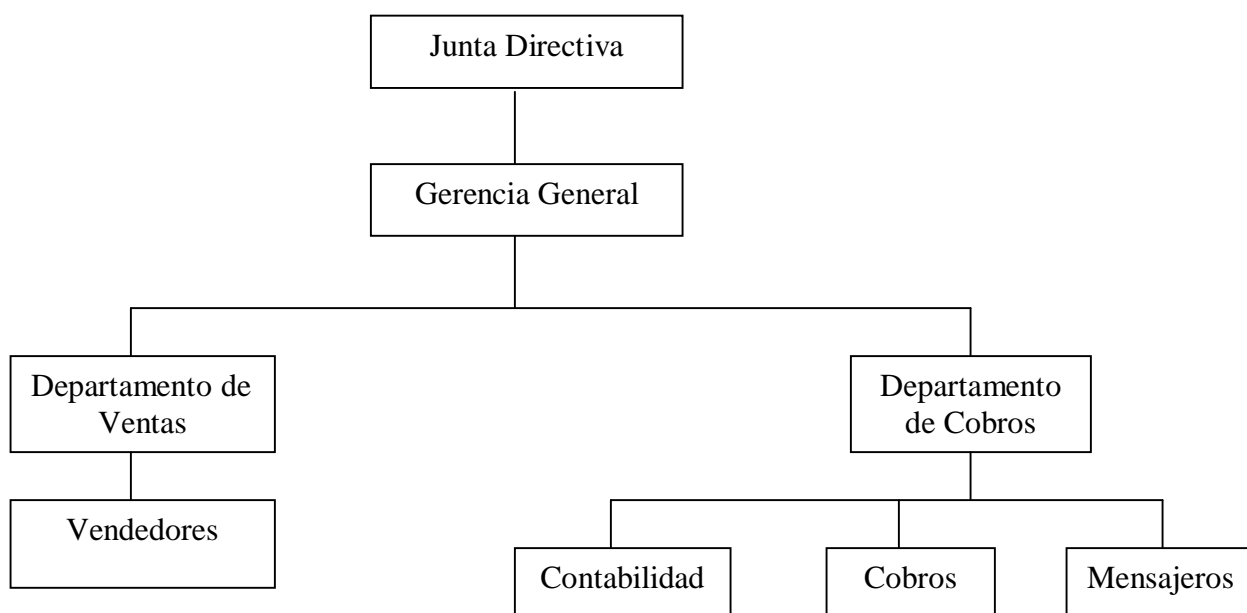 Junta Directiva
Gerencia General
Departamento de
Ventas
Departamento
de Cobros
Vendedores
Contabilidad
Cobros
Mensajeros